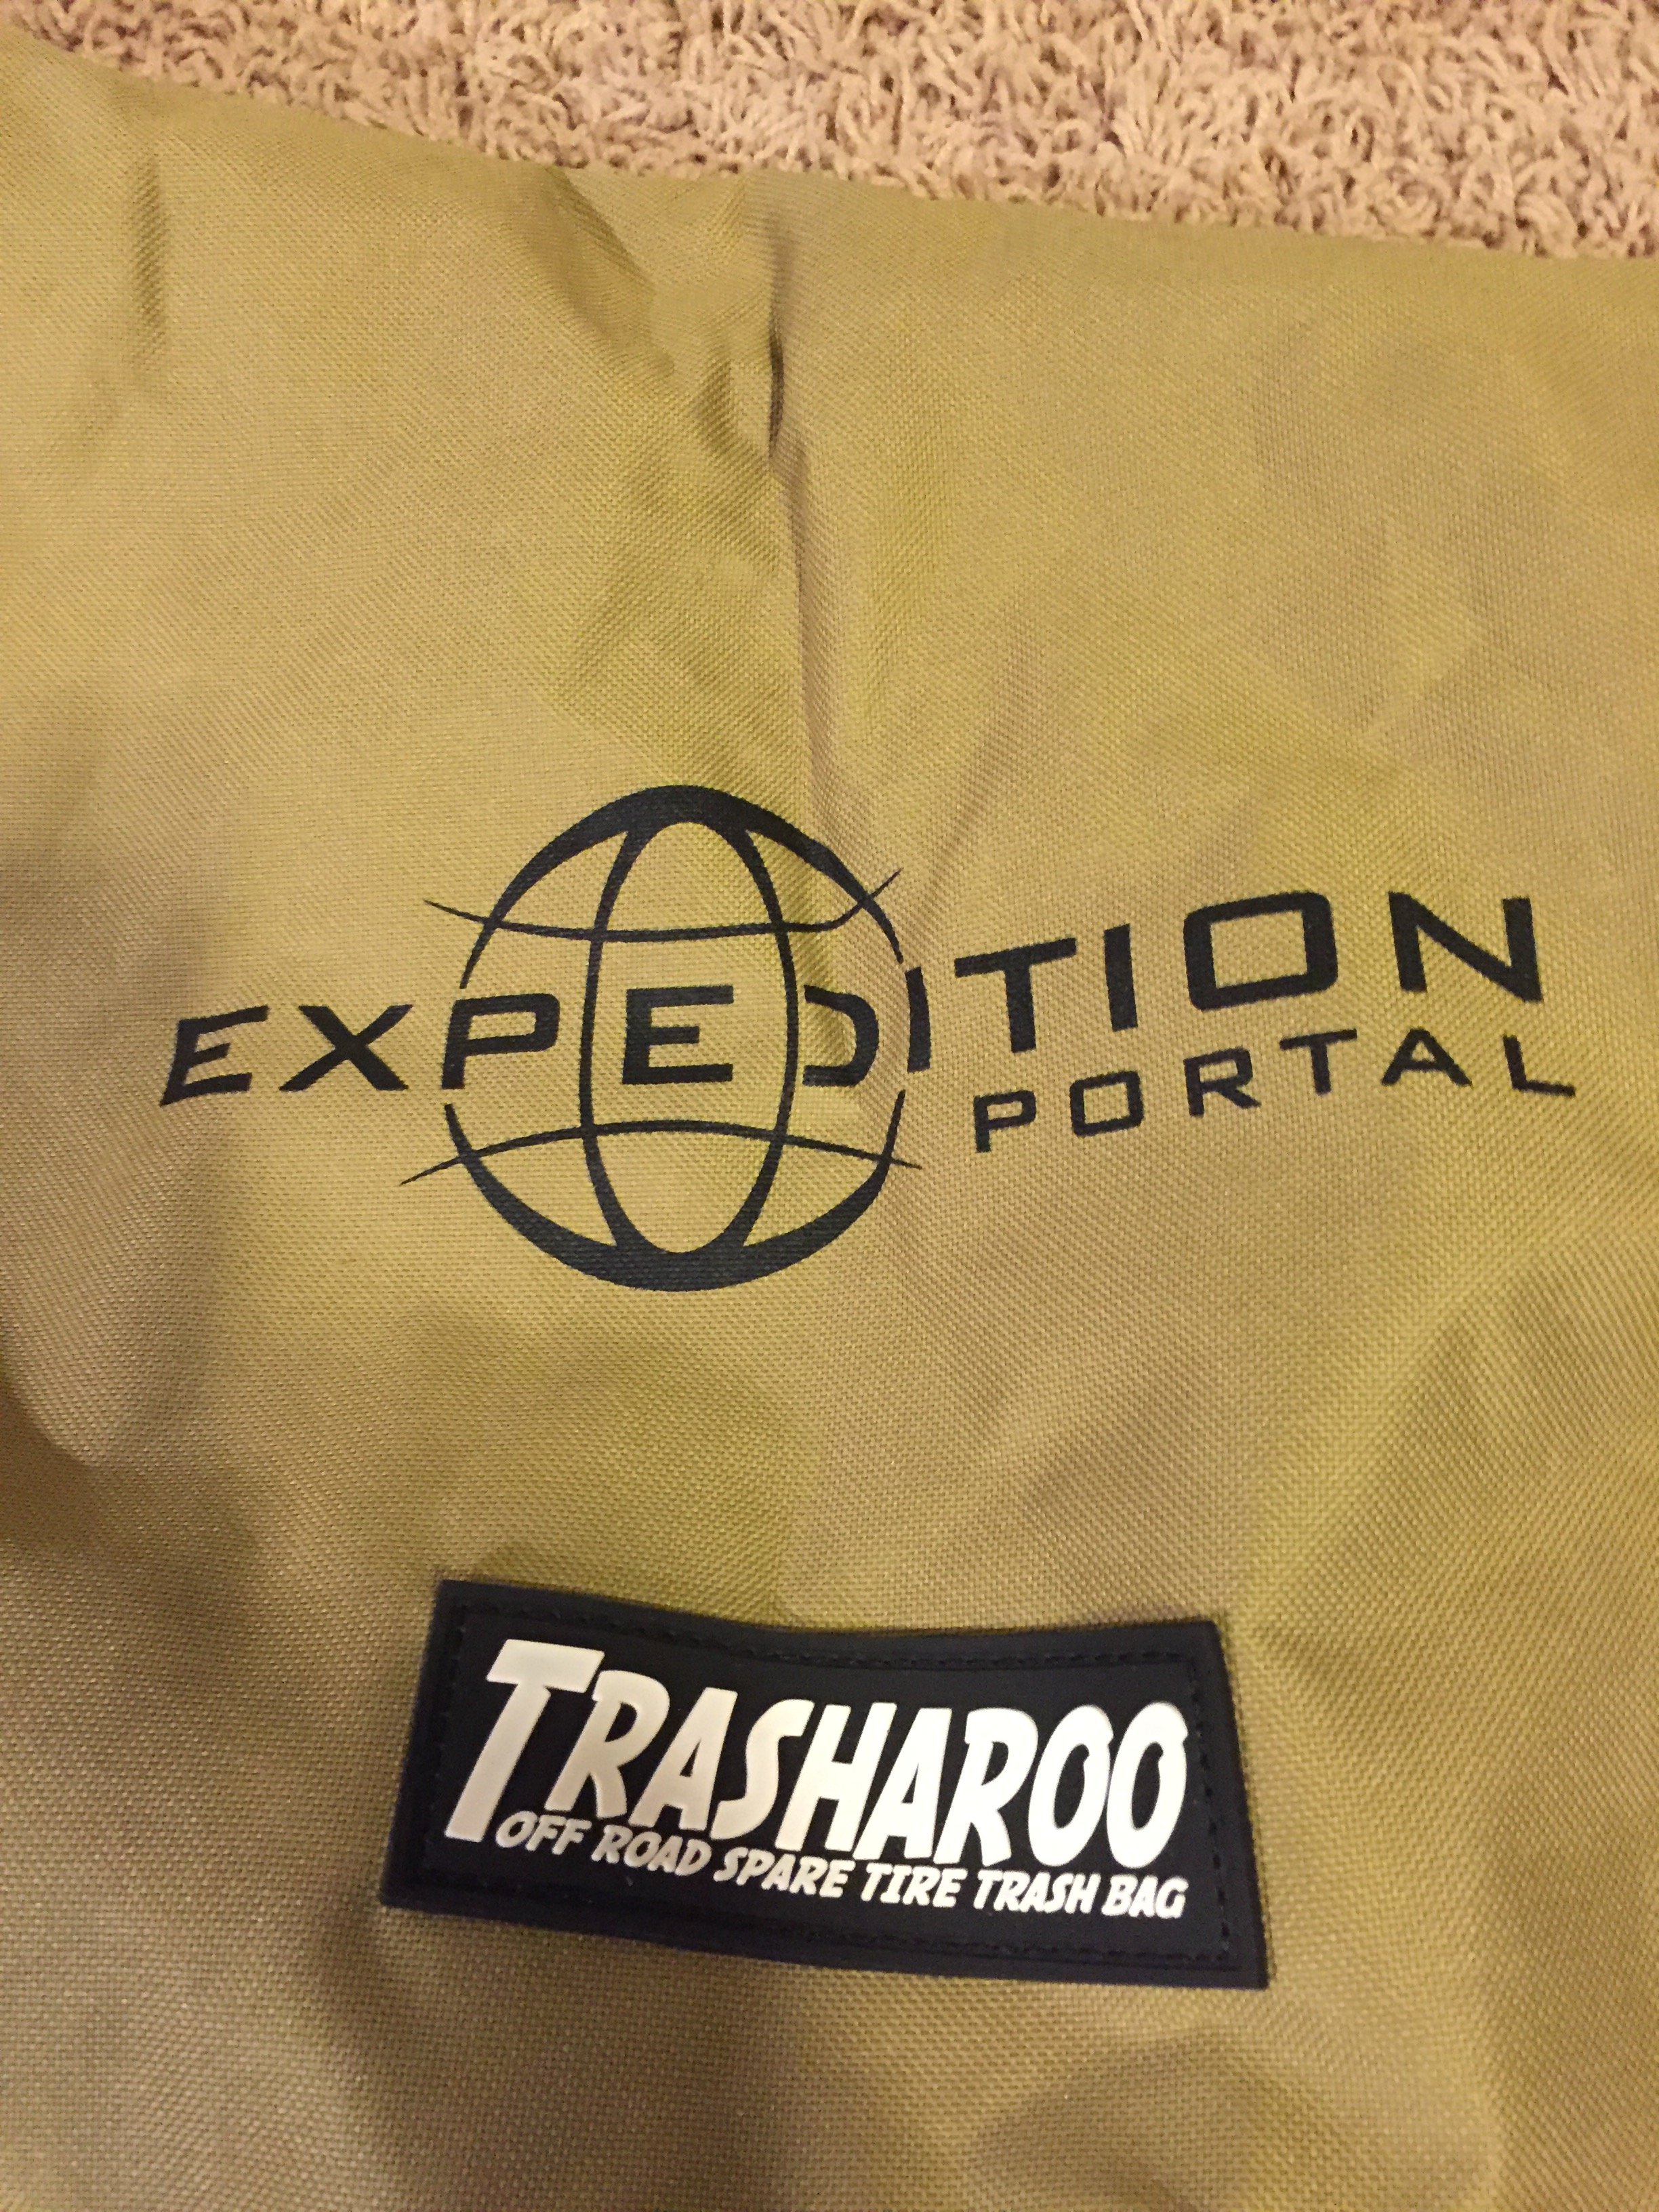 EXPEDITION
PORTAL
TRASHAROO
OFF ROAD SPARE TIRE TRASH BAG